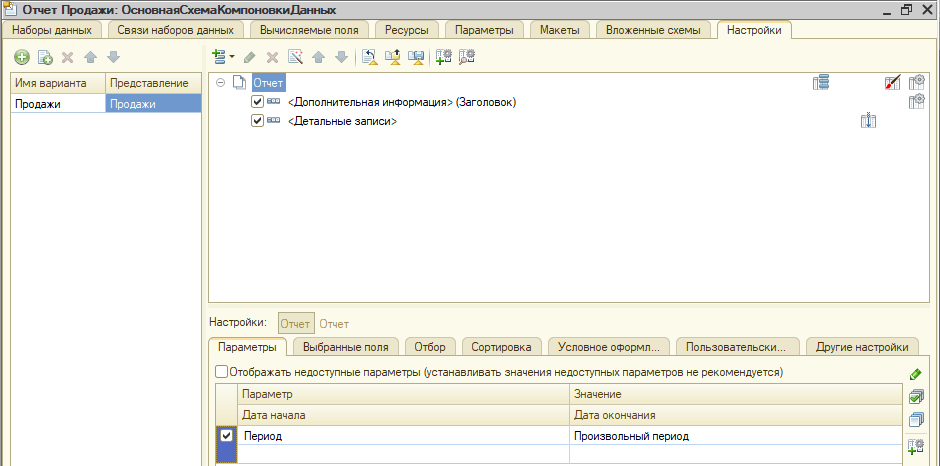 Отчет Продажи: ОсновнаяСхемаКомпоновкиДанных
Наборы данных Связи наборов данных Вычисляемые поля Ресурсы Параметры Макеты Вложенные схемы Настройки
Имя варианта Представление
Продажи Продажи
Отчет
<Дополнительная информация> (Заголовок)
<Детальные записи>
Настройки: Отчет Отчет
Параметры Выбранные поля Отбор Сортировка Условное оформл... Пользовательски... Другие настройки
Отображать недоступные параметры (устанавливать значения недоступных параметров не рекомендуется)
Параметр Значение
Дата начала Дата окончания
Период Произвольный период